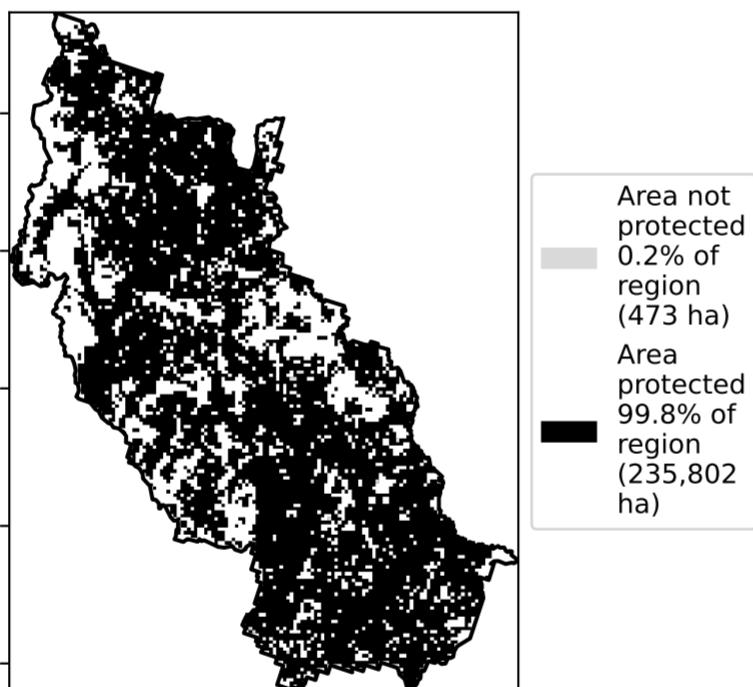 Area not
protected
0.2% of
region
(473 ha)
Area
protected
99.8% of
region
(235,802
ha)